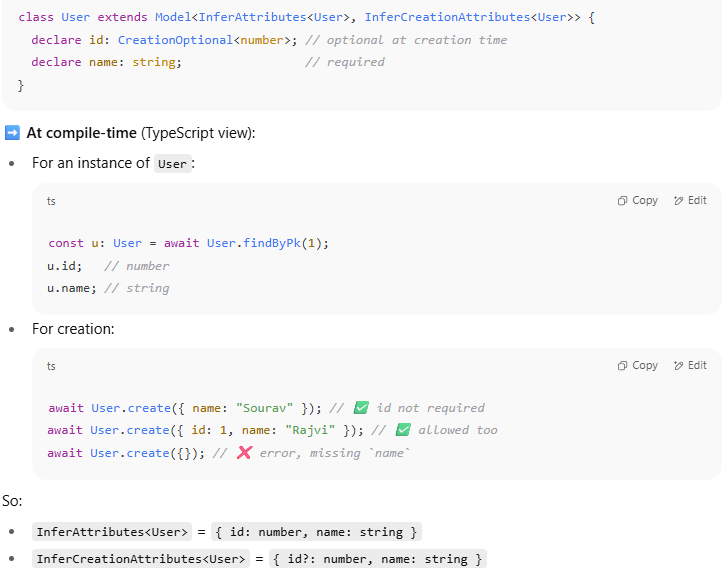 class User extends Model<InferAttributes<User>, InferCreationAttributes<User>> {
  declare id: CreationOptional<number>; // optional at creation time
  declare name: string;                 // required
}
➡️ At compile-time (TypeScript view):
• For an instance of User:
ts
Copy
Edit
const u: User = await User.findByPk(1);
u.id;   // number
u.name; // string
• For creation:
ts
Copy
Edit
await User.create({ name: "Sourav" }); // ✅ id not required
await User.create({ id: 1, name: "Rajvi" }); // ✅ allowed too
await User.create({}); // ❌ error, missing `name`
So:
• InferAttributes<User> = { id: number, name: string }
• InferCreationAttributes<User> = { id?: number, name: string }